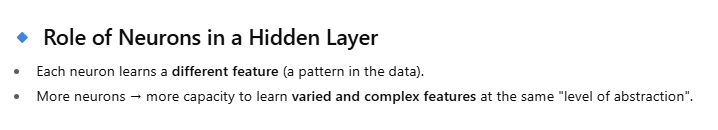 Role of Neurons in a Hidden Layer
Each neuron learns a different feature (a pattern in the data).
More neurons → more capacity to learn varied and complex features at the same "level of abstraction".